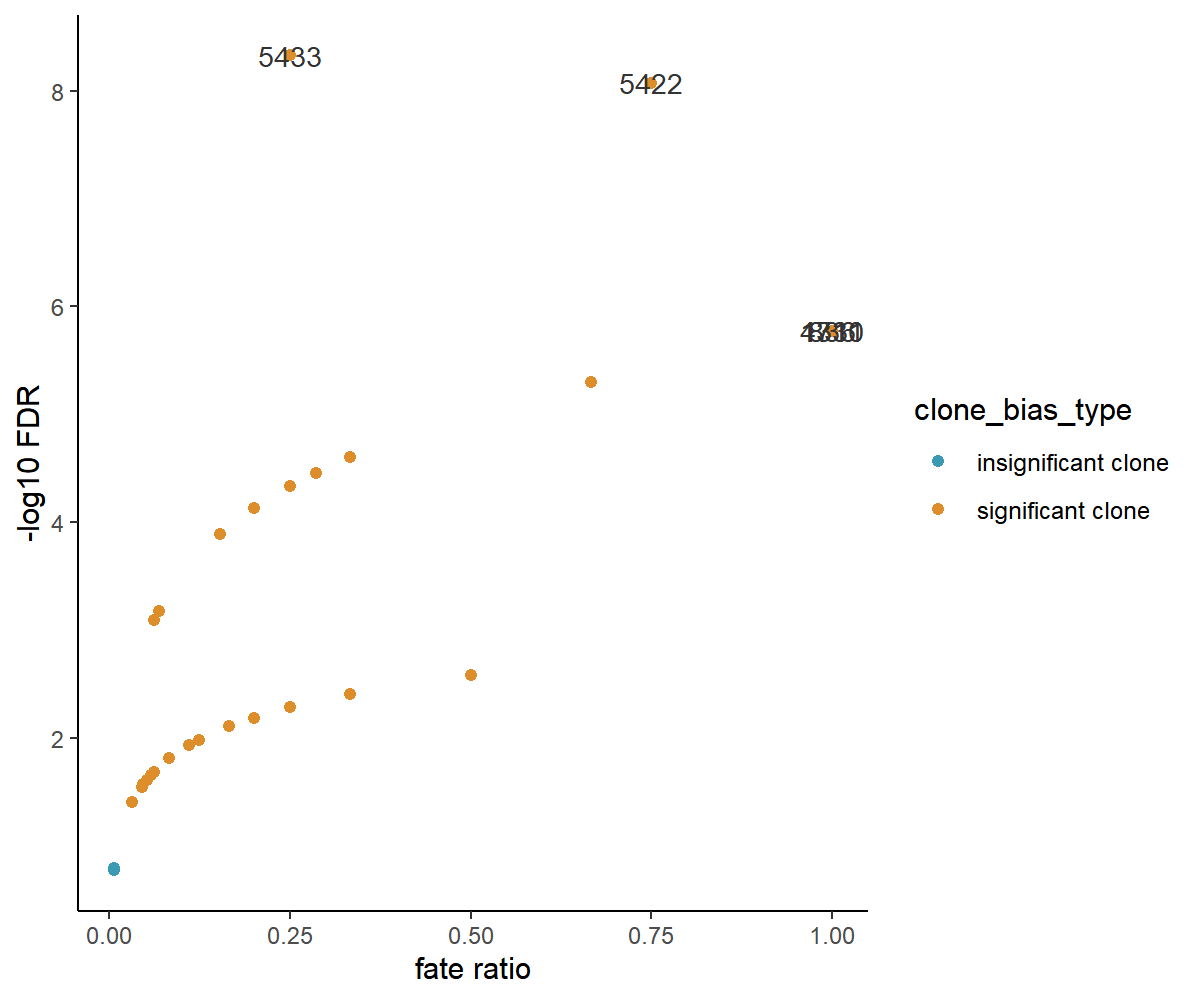 5433
5422
8
6
4
2
-log10 FDR
0.00
0.25
0.50
0.75
1.00
fate ratio
clone_bias_type
insignificant clone
significant clone